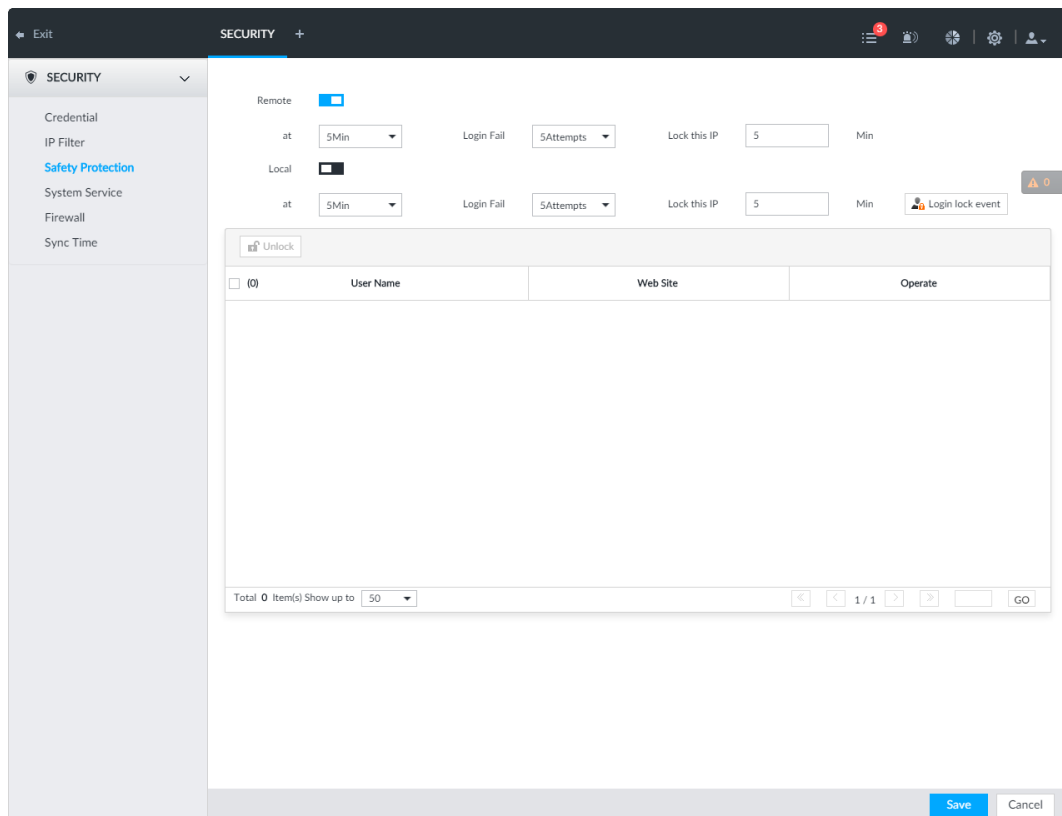 Exit
SECURITY +
3
SECURITY
Credential
IP Filter
Safety Protection
System Service
Firewall
Sync Time
Remote
at 5Min Login Fail 5Attempts Lock this IP 5 Min
Local
0
at 5Min Login Fail 5Attempts Lock this IP 5 Min Login lock event
Unlock
(0) User Name Web Site Operate
Total 0 Item(s) Show up to 50 1 / 1 GO
Save Cancel